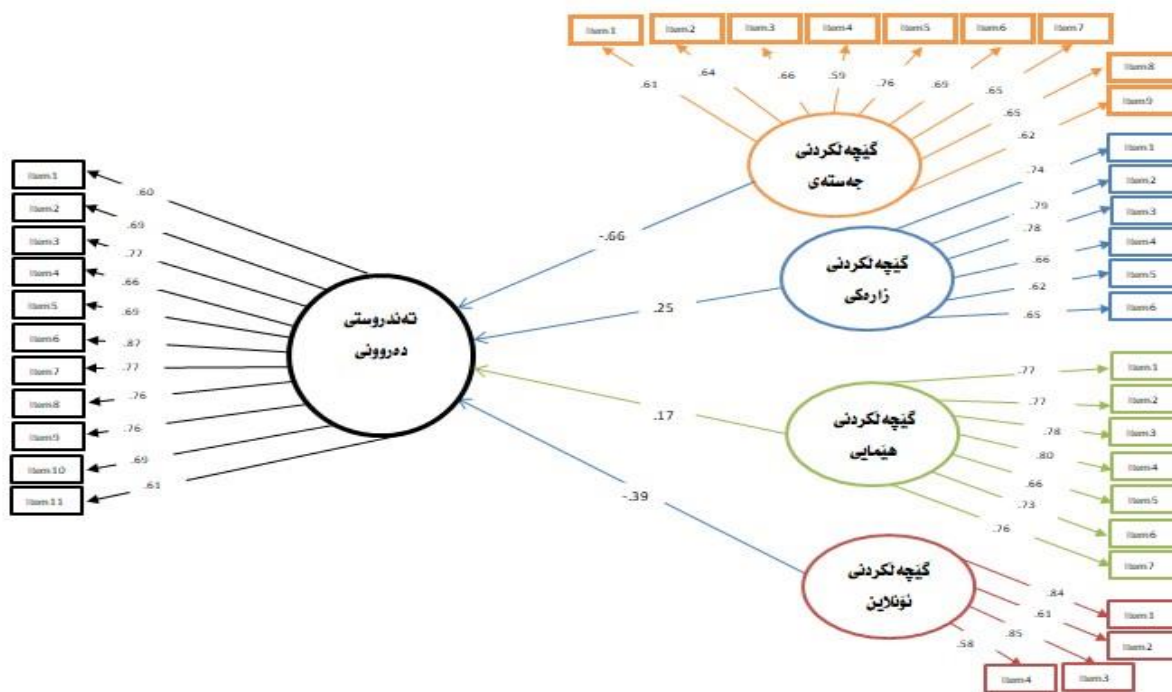 Item1
Item2
Item3
Item4
Item5
Item6
Item7
Item8
Item9
.61
.64
.66
.59
.76
.69
.65
.65
.62
گێچەڵکردنی
جەستەی
Item1
Item2
Item3
Item4
Item5
Item6
.74
.79
.78
.66
.62
.65
گێچەڵکردنی
زارەکی
Item1
Item2
Item3
Item4
Item5
Item6
Item7
Item8
Item9
Item10
Item11
.60
.69
.77
.66
.69
.87
.77
.76
.76
.69
.61
تەندروستی
دەروونی
-.66
.25
.17
-.39
Item1
Item2
Item3
Item4
Item5
Item6
Item7
.77
.77
.78
.80
.66
.73
.76
گێچەڵکردنی
هێمایی
گێچەڵکردنی
ئۆنلاین
.84
.61
.85
.58
Item1
Item2
Item3
Item4